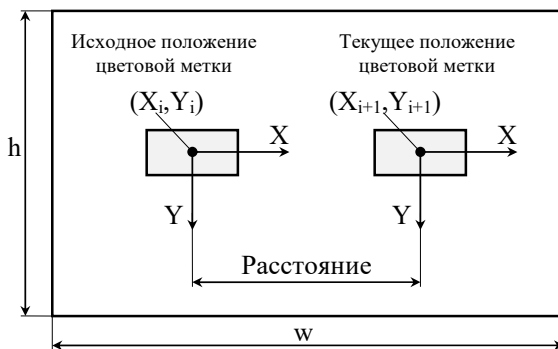 Исходное положение
цветовой метки
Текущее положение
цветовой метки
(Xᵢ,Yᵢ)
(Xᵢ₊₁,Yᵢ₊₁)
h
X
X
Y
Y
Расстояние
w